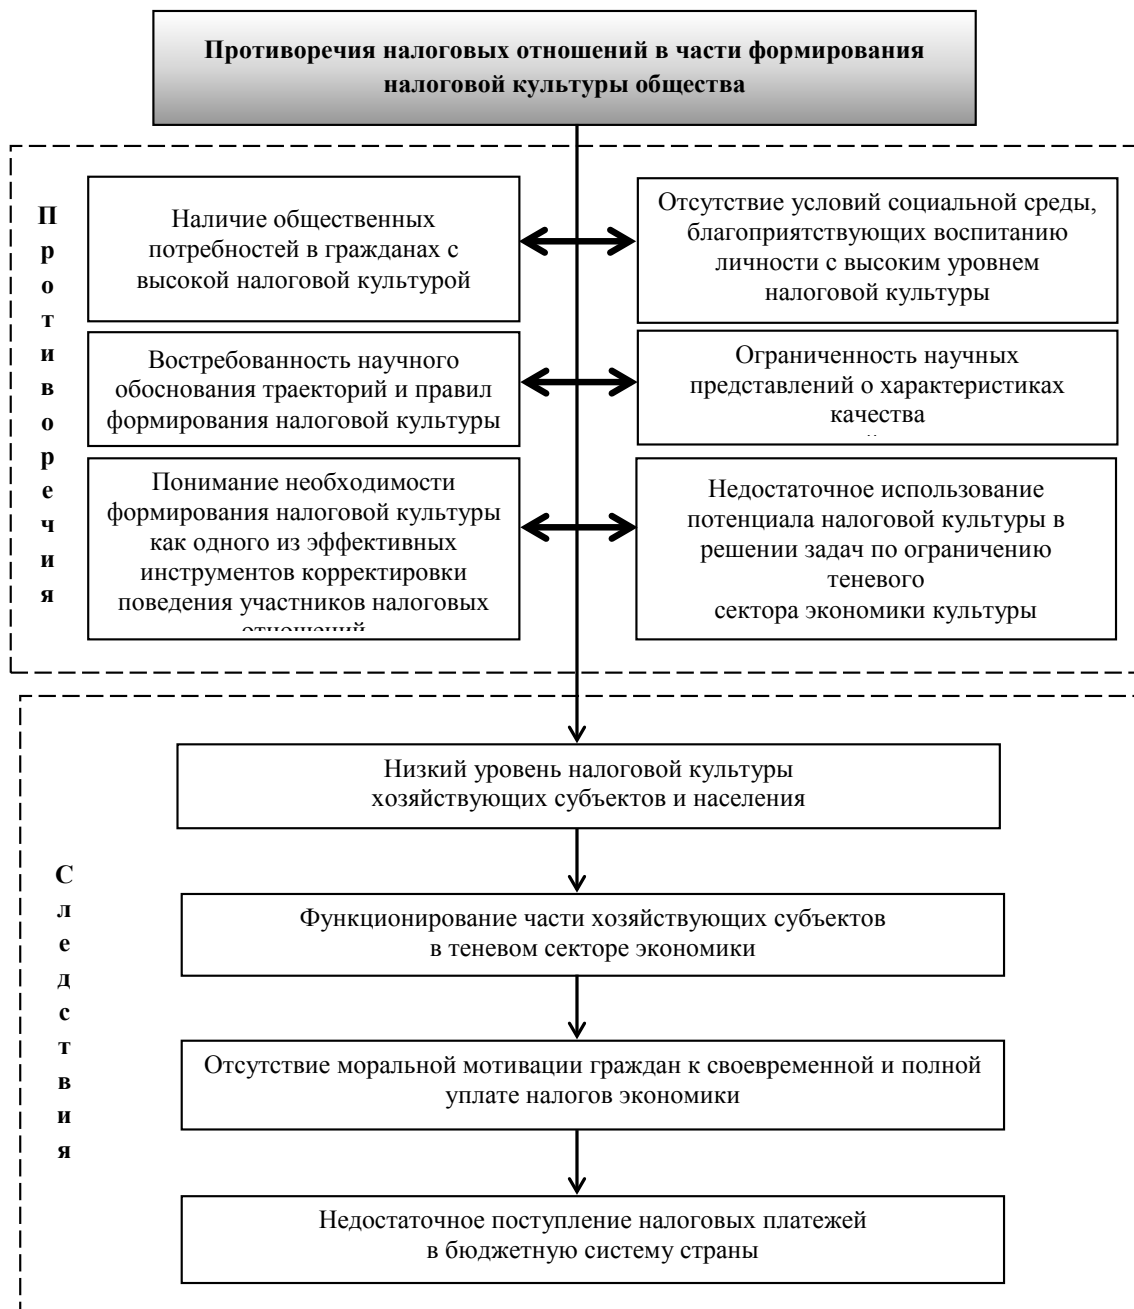 Противоречия налоговых отношений в части формирования
налоговой культуры общества
Противоречия
Наличие общественных
потребностей в гражданах с
высокой налоговой культурой
Отсутствие условий социальной среды,
благоприятствующих воспитанию
личности с высоким уровнем
налоговой культуры
Востребованность научного
обоснования траекторий и правил
формирования налоговой культуры
Ограниченность научных
представлений о характеристиках
качества
Понимание необходимости
формирования налоговой культуры
как одного из эффективных
инструментов корректировки
поведения участников налоговых
отношений
Недостаточное использование
потенциала налоговой культуры в
решении задач по ограничению
теневого
сектора экономики культуры
Следствия
Низкий уровень налоговой культуры
хозяйствующих субъектов и населения
Функционирование части хозяйствующих субъектов
в теневом секторе экономики
Отсутствие моральной мотивации граждан к своевременной и полной
уплате налогов экономики
Недостаточное поступление налоговых платежей
в бюджетную систему страны